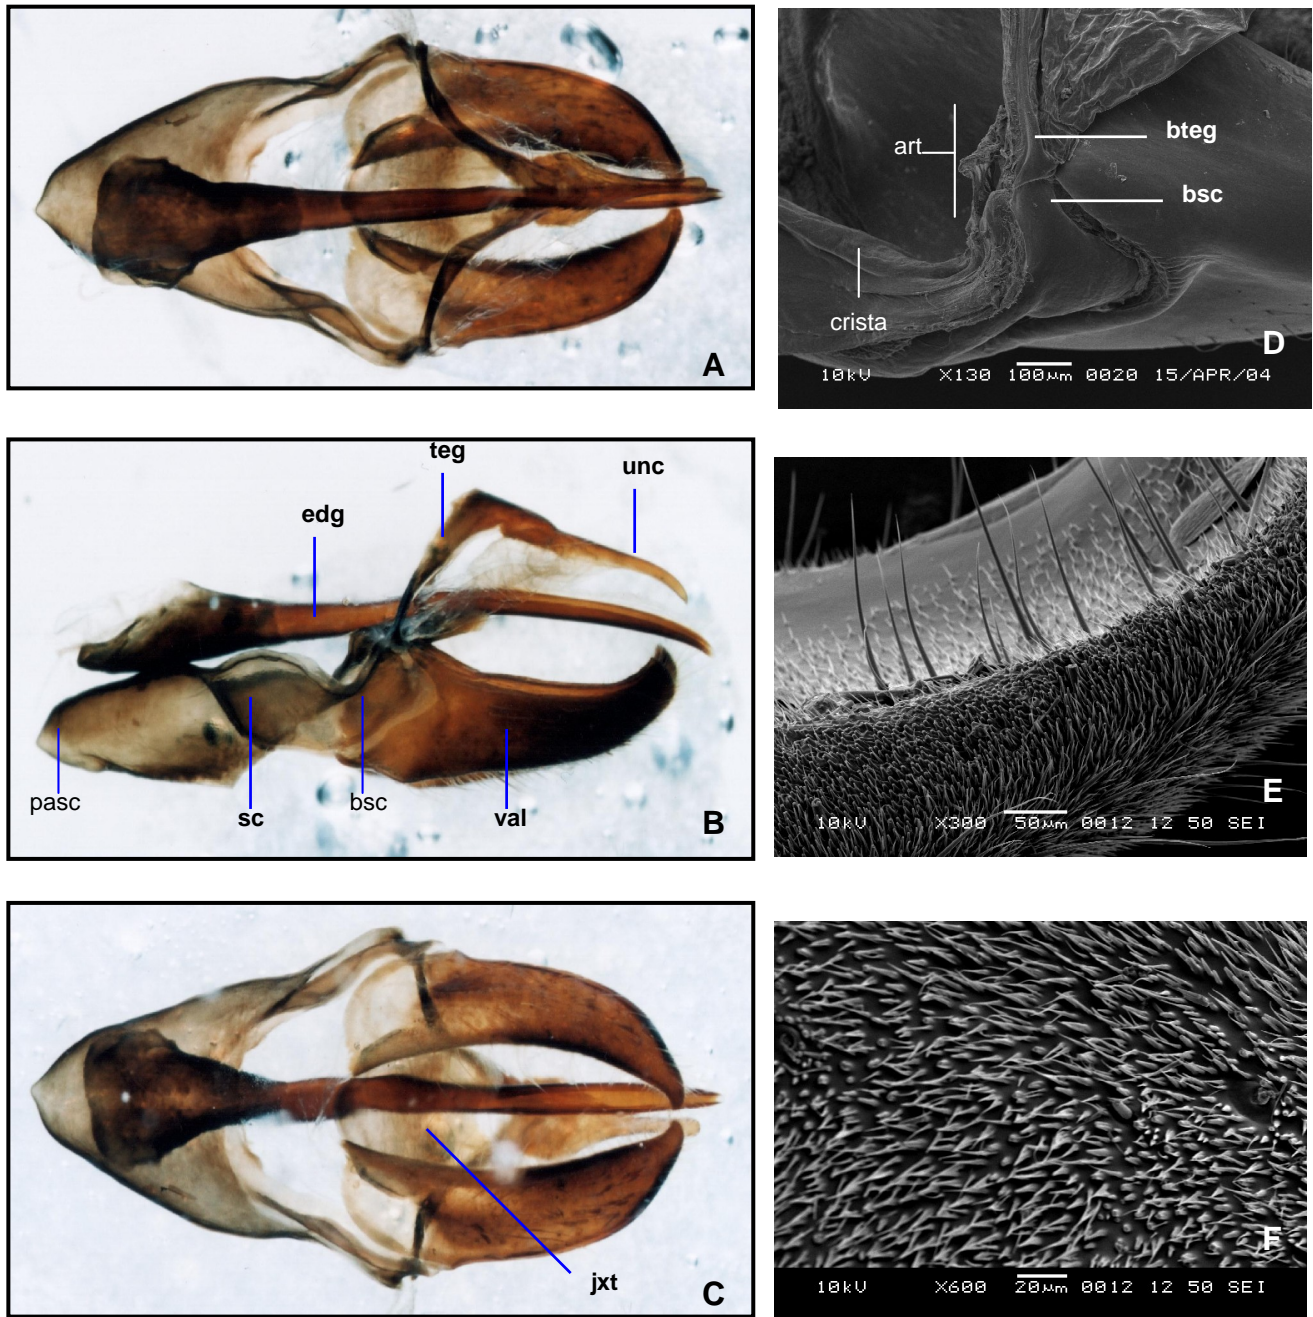 A
art
bteg
bsc
crista
D
10kV X130 100µm 0020 15/APR/04
teg
unc
edg
pasc
sc
bsc
val
B
E
10kV X300 50µm 0012 12 50 SEI
jxt
C
F
10kV X600 20µm 0012 12 50 SEI